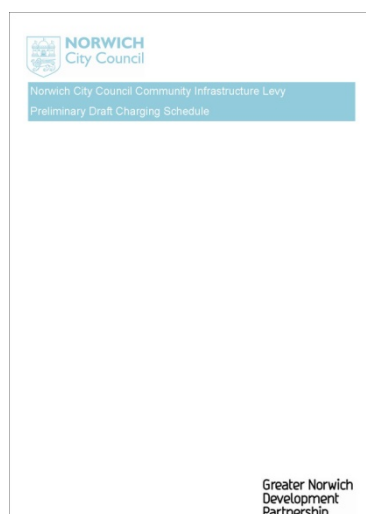 NORWICH
City Council
Norwich City Council Community Infrastructure Levy
Preliminary Draft Charging Schedule
Greater Norwich
Development
Partnership